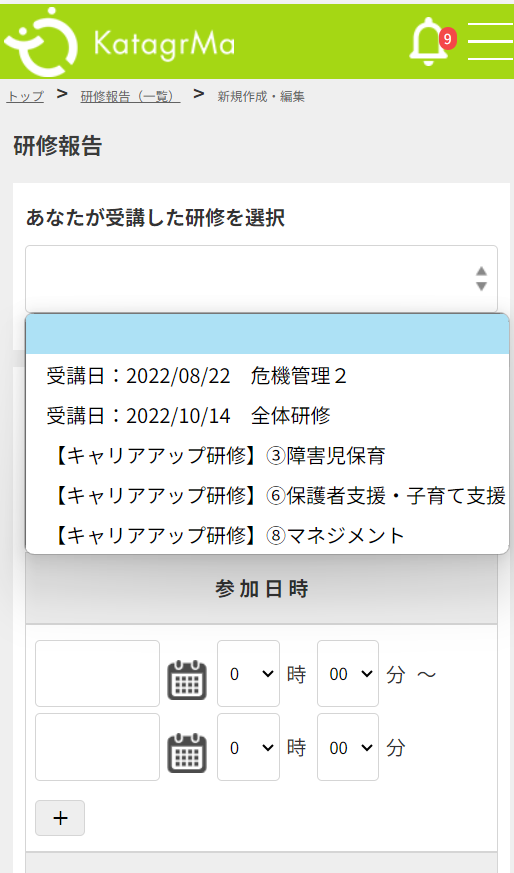 KatagrMa
9
トップ > 研修報告（一覧） > 新規作成・編集
研修報告
あなたが受講した研修を選択
受講日：2022/08/22　危機管理２
受講日：2022/10/14　全体研修
【キャリアアップ研修】③障害児保育
【キャリアアップ研修】⑥保護者支援・子育て支援
【キャリアアップ研修】⑧マネジメント
参加日時
0 時 00 分 ～
0 時 00 分
+